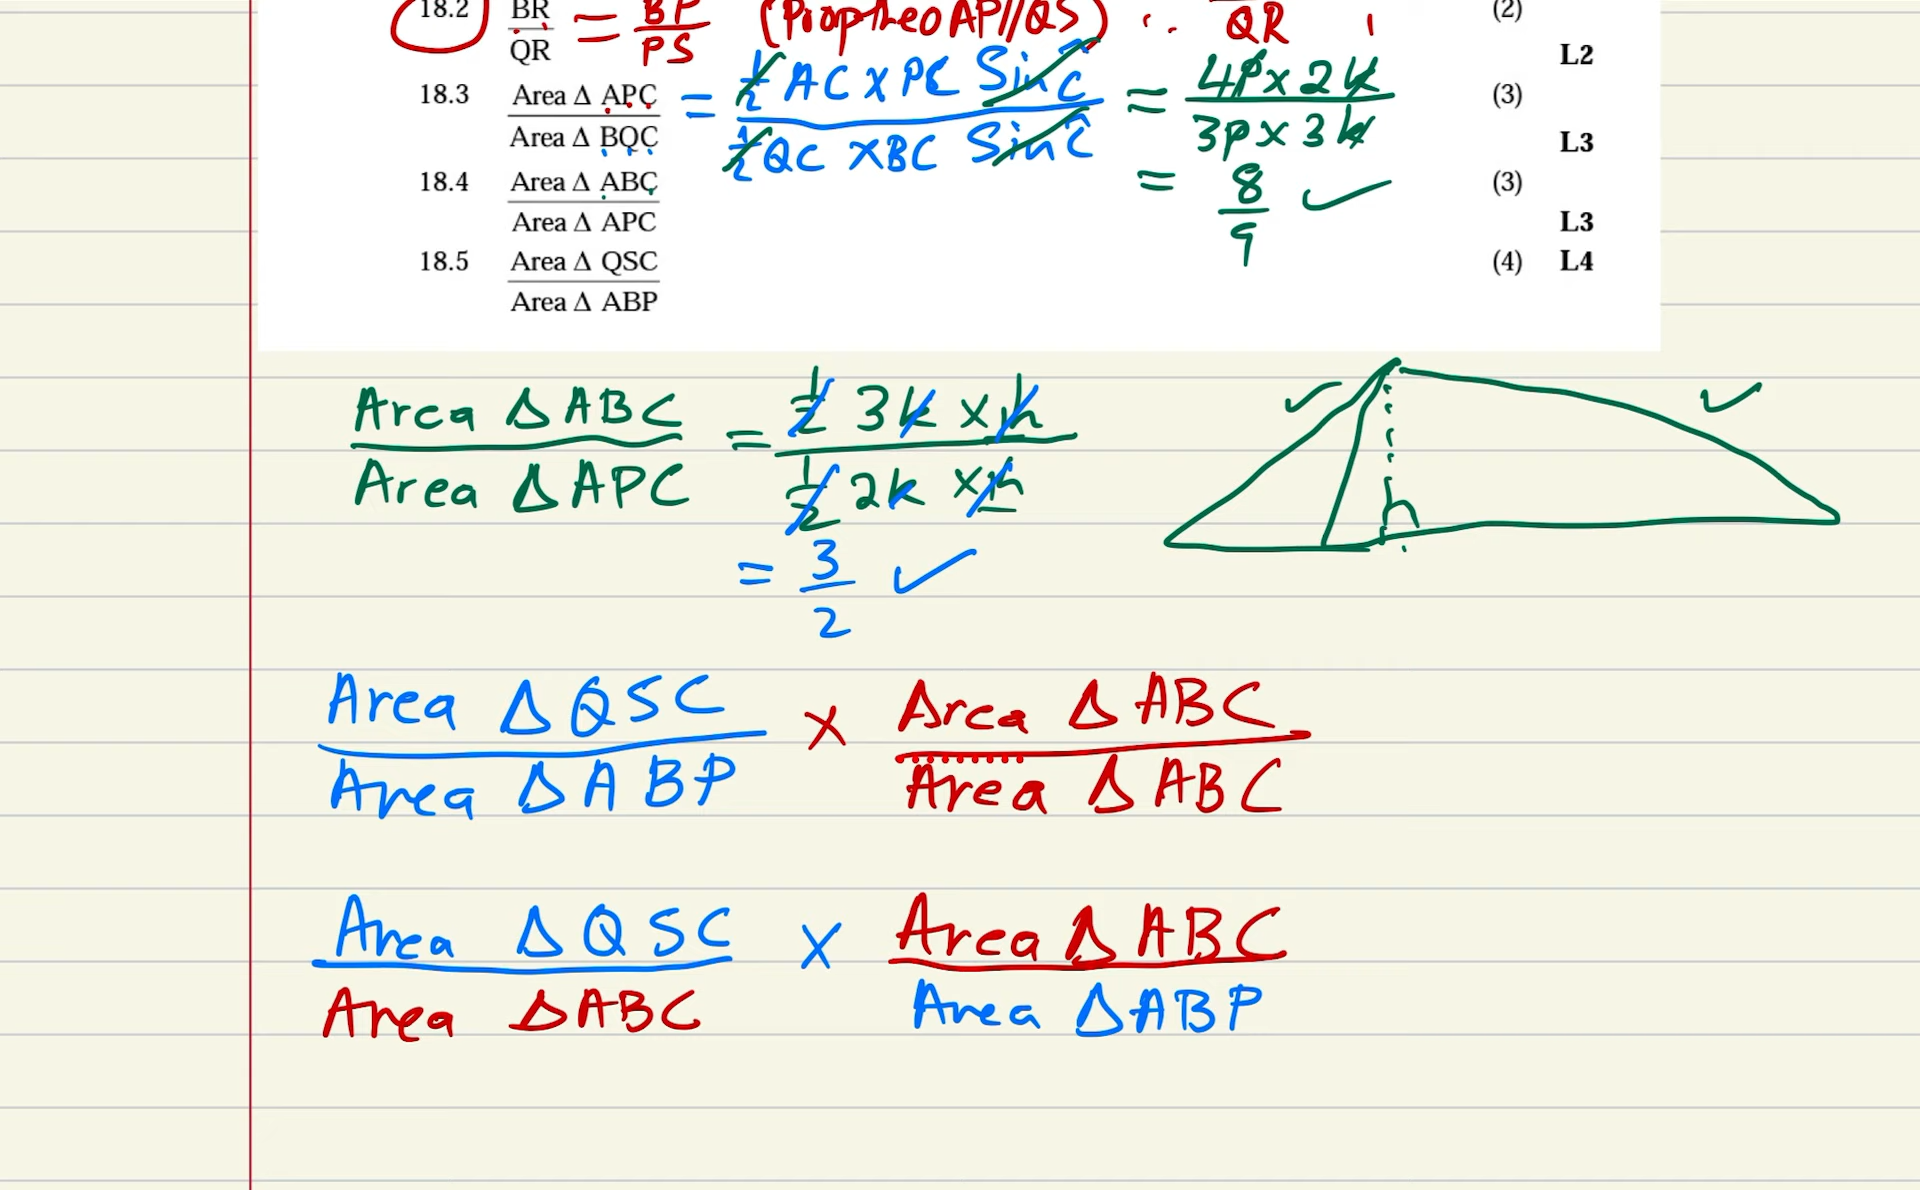 18.2 BR/QR = BP/PS (Prop theo AP//QS) ∴ /QR (2)
L2
18.3 Area Δ APC / Area Δ BQC = ½ AC × PC Sin Ĉ / ½ QC × BC Sin Ĉ = 4p × 2k / 3p × 3k (3)
L3
= 8/9 ✓
18.4 Area Δ ABC / Area Δ APC (3)
L3
18.5 Area Δ QSC / Area Δ ABP (4) L4
Area Δ ABC / Area Δ APC = ½ 3k × h / ½ 2k × h
h
= 3/2 ✓
Area Δ QSC / Area Δ ABP × Area Δ ABC / Area Δ ABC
Area Δ QSC / Area Δ ABC × Area Δ ABC / Area Δ ABP